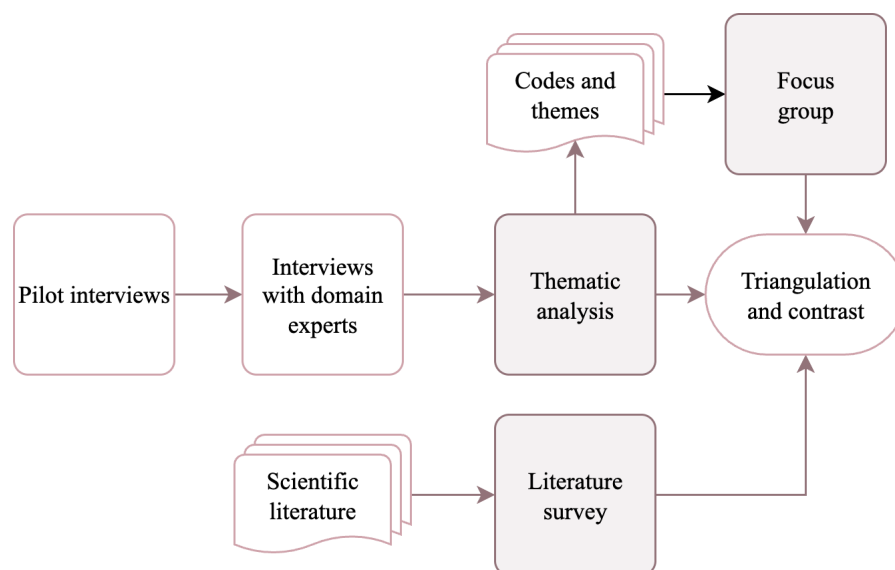 Codes and
themes
Focus
group
Pilot interviews
Interviews
with domain
experts
Thematic
analysis
Triangulation
and contrast
Scientific
literature
Literature
survey